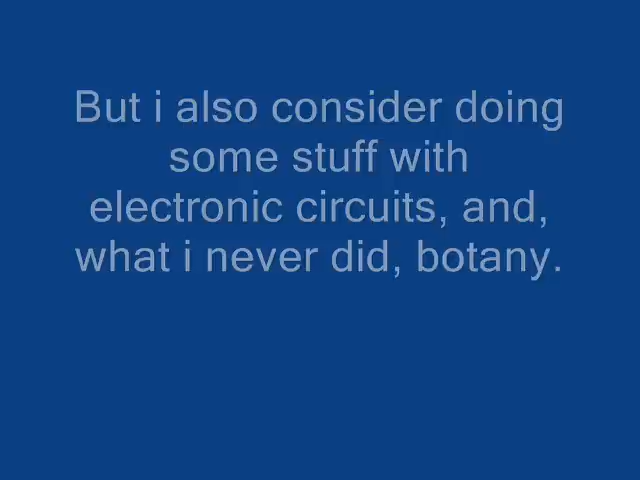 But i also consider doing
some stuff with
electronic circuits, and,
what i never did, botany.